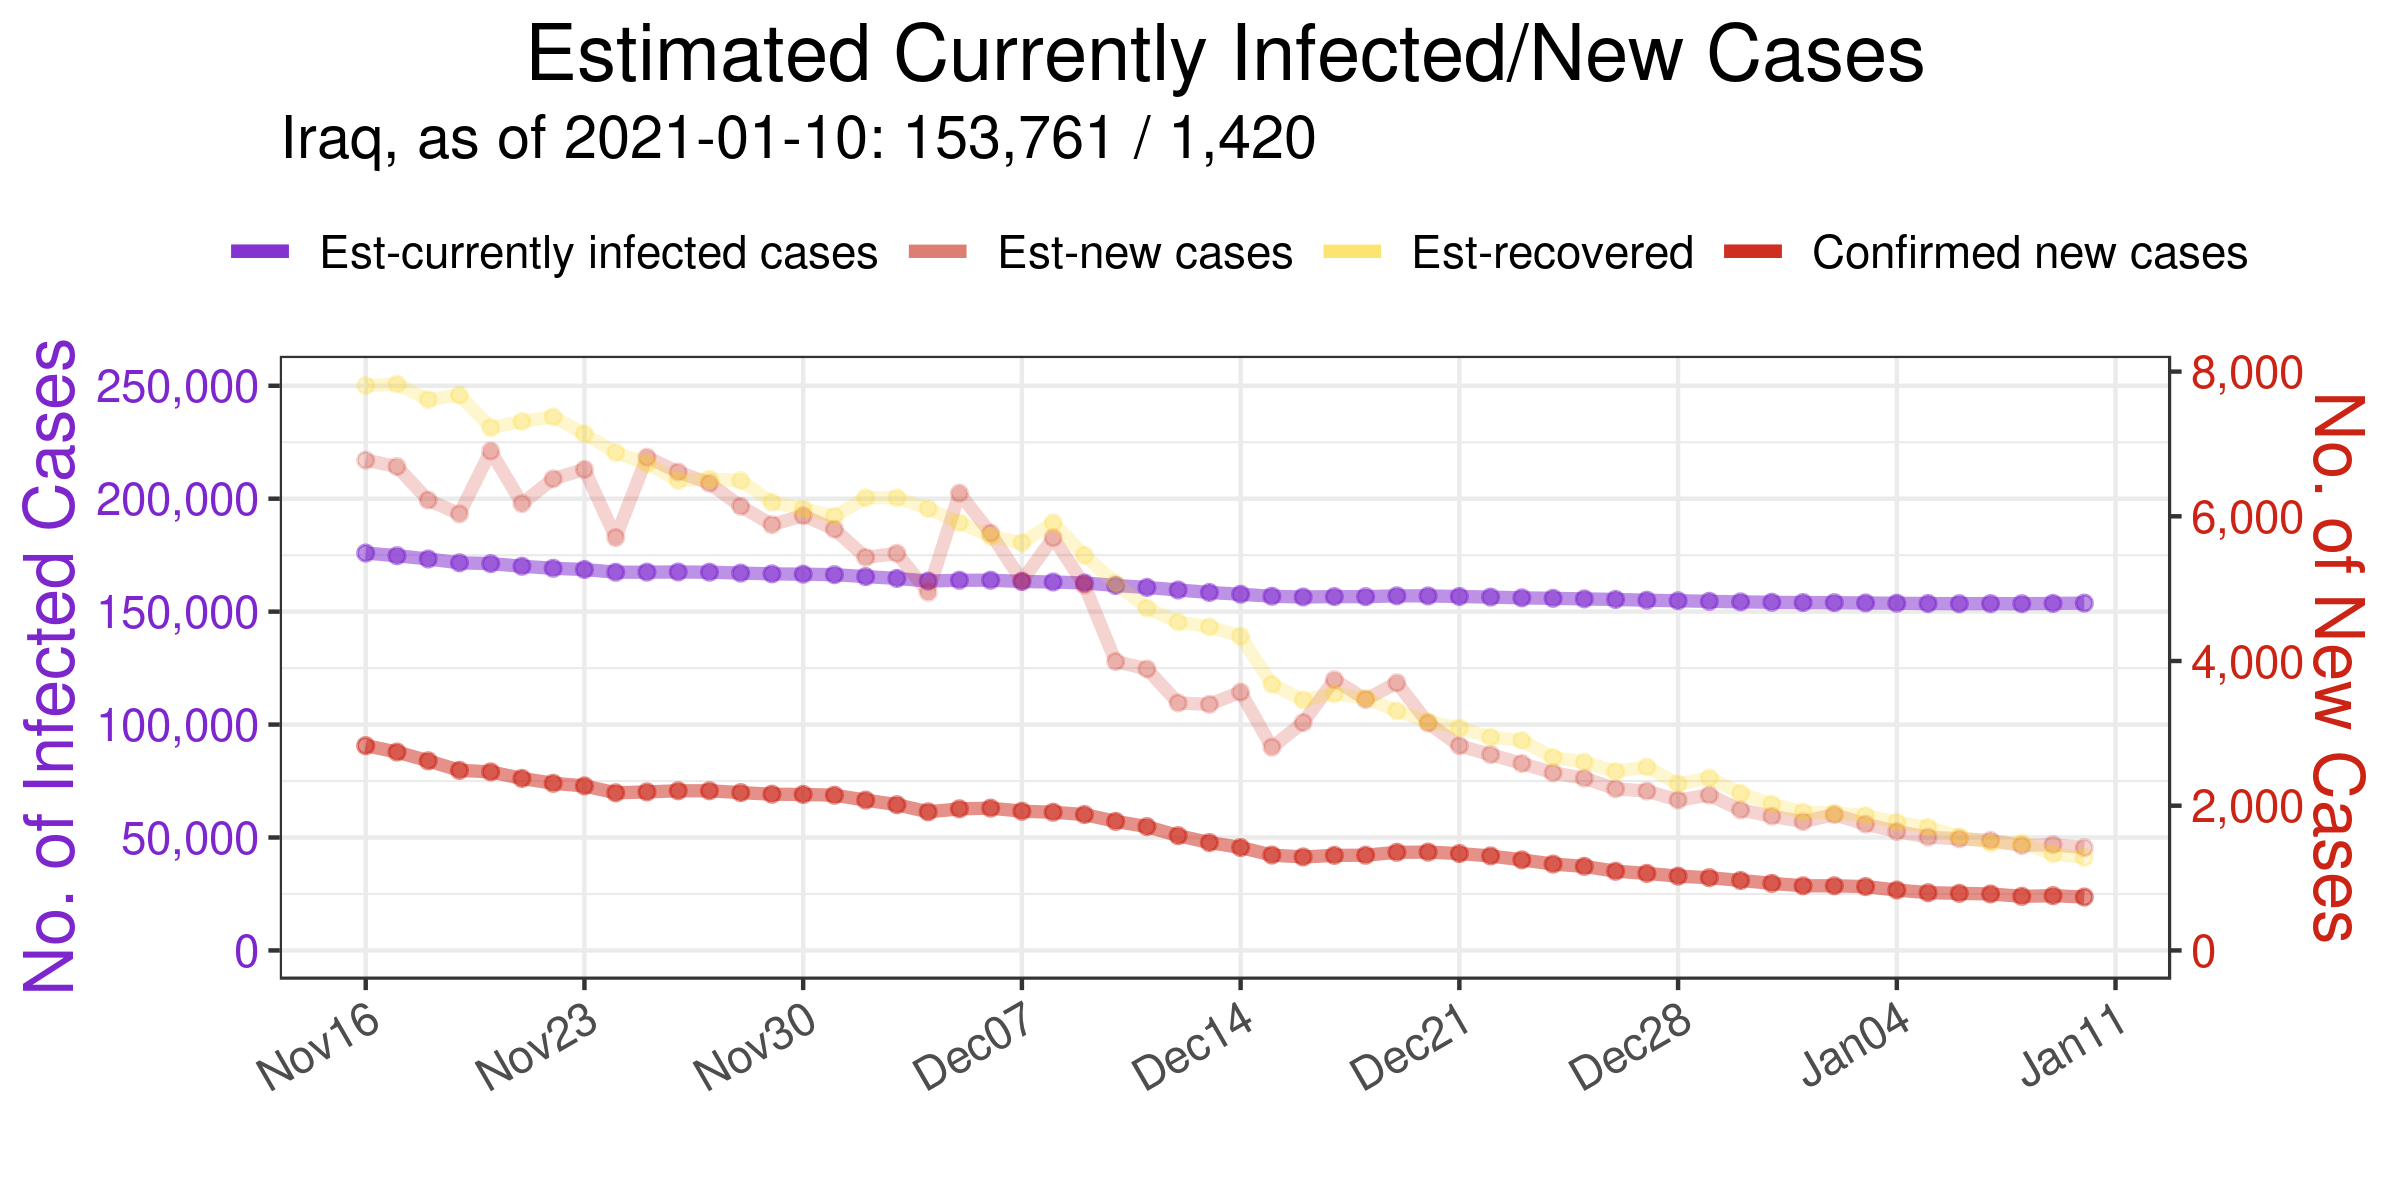 Estimated Currently Infected/New Cases
Iraq, as of 2021-01-10: 153,761 / 1,420
Est-currently infected cases Est-new cases Est-recovered Confirmed new cases
No. of Infected Cases
250,000
200,000
150,000
100,000
50,000
0
8,000
6,000
4,000
2,000
0
No. of New Cases
Nov16 Nov23 Nov30 Dec07 Dec14 Dec21 Dec28 Jan04 Jan11